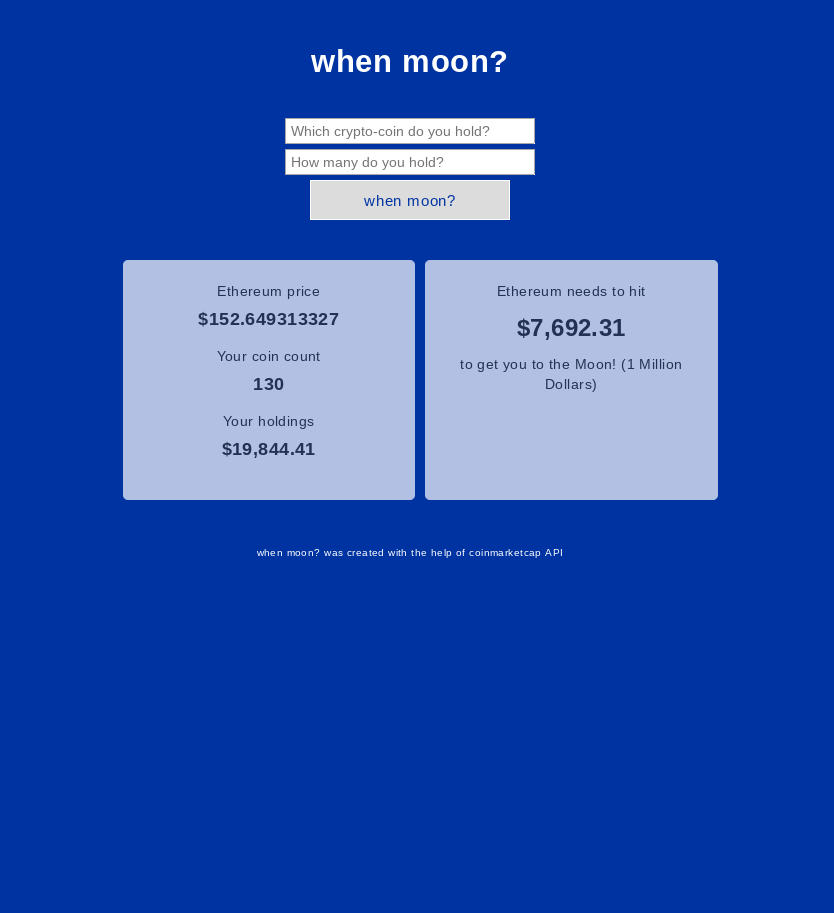 when moon?
Which crypto-coin do you hold?
How many do you hold?
when moon?
Ethereum price
$152.649313327
Your coin count
130
Your holdings
$19,844.41
Ethereum needs to hit
$7,692.31
to get you to the Moon! (1 Million
Dollars)
when moon? was created with the help of coinmarketcap API